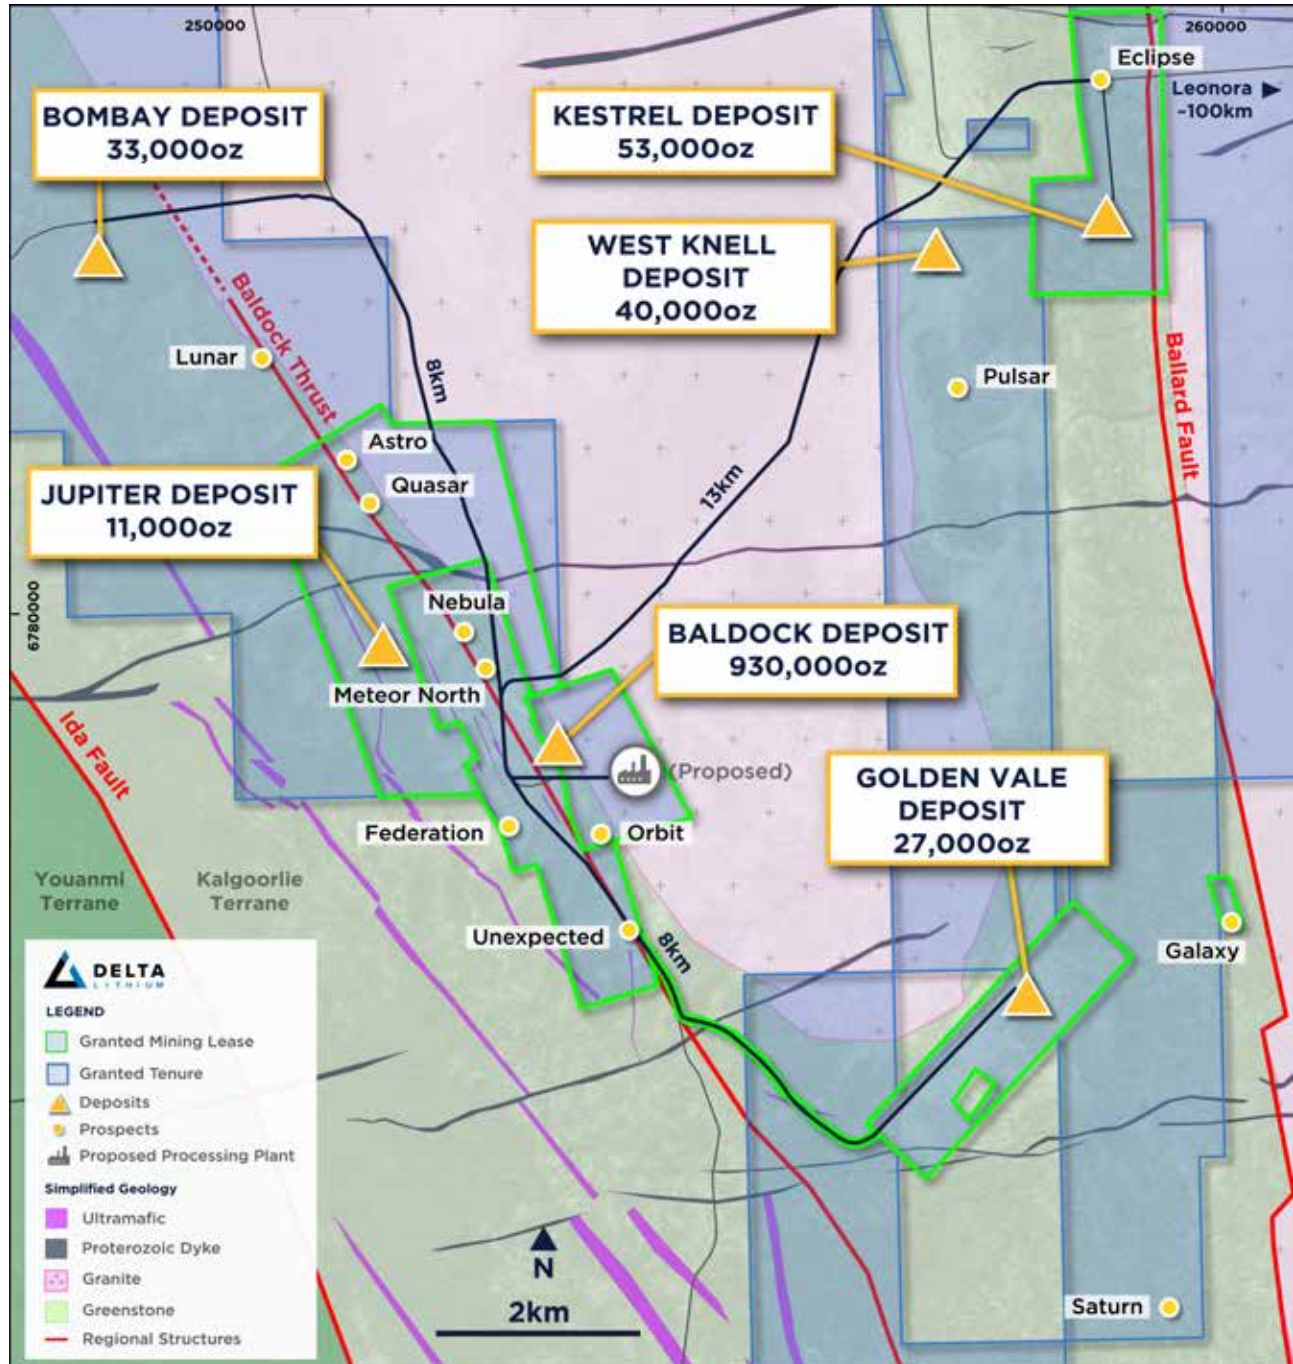 250000
260000
Eclipse
Leonora
~100km
BOMBAY DEPOSIT
33,000oz
KESTREL DEPOSIT
53,000oz
WEST KNELL
DEPOSIT
40,000oz
Baldock Thrust
Lunar
8km
Pulsar
Ballard Fault
Astro
Quasar
13km
JUPITER DEPOSIT
11,000oz
6780000
Nebula
BALDOCK DEPOSIT
930,000oz
Meteor North
Ida Fault
(Proposed)
GOLDEN VALE
DEPOSIT
27,000oz
Federation
Orbit
Youanmi
Terrane
Kalgoorlie
Terrane
Unexpected
8km
Galaxy
DELTA
LITHIUM
LEGEND
Granted Mining Lease
Granted Tenure
Deposits
Prospects
Proposed Processing Plant
Simplified Geology
Ultramafic
Proterozoic Dyke
Granite
Greenstone
Regional Structures
N
2km
Saturn